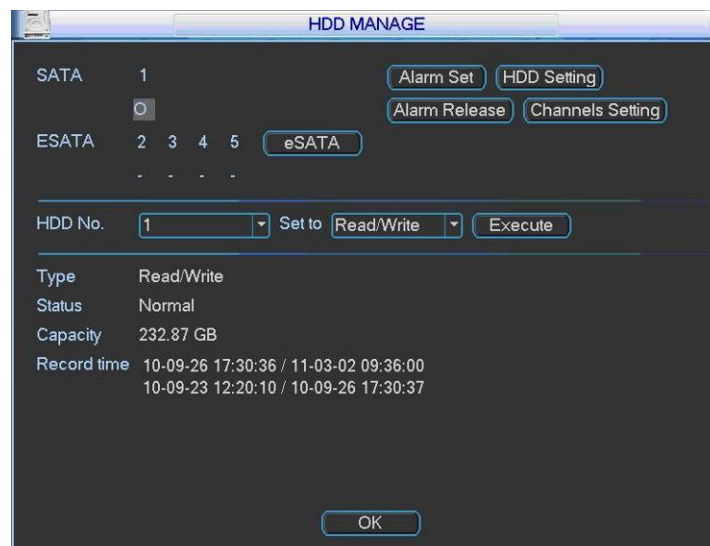 HDD MANAGE
SATA 1 Alarm Set HDD Setting
O Alarm Release Channels Setting
ESATA 2 3 4 5 eSATA
- - - -
HDD No. 1 Set to Read/Write Execute
Type Read/Write
Status Normal
Capacity 232.87 GB
Record time 10-09-26 17:30:36 / 11-03-02 09:36:00
10-09-23 12:20:10 / 10-09-26 17:30:37
OK